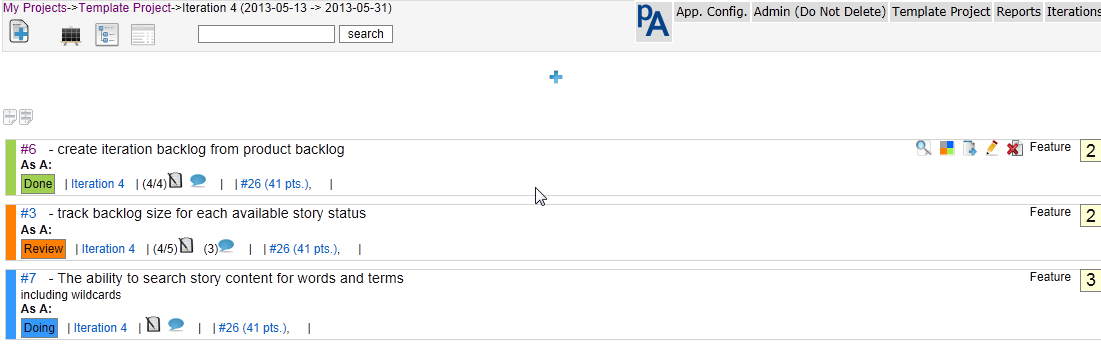 My Projects->Template Project->Iteration 4 (2013-05-13 -> 2013-05-31)
pA App. Config. Admin (Do Not Delete) Template Project Reports Iterations
search
#6 - create iteration backlog from product backlog Feature 2
As A:
Done | Iteration 4 | (4/4) | | #26 (41 pts.), |
#3 - track backlog size for each available story status Feature 2
As A:
Review | Iteration 4 | (4/5) (3) | | #26 (41 pts.), |
#7 - The ability to search story content for words and terms Feature 3
including wildcards
As A:
Doing | Iteration 4 | | | #26 (41 pts.), |